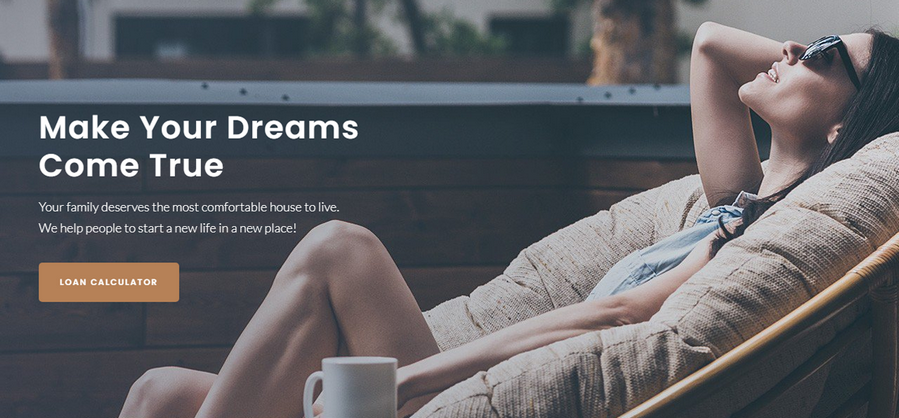 Make Your Dreams
Come True
Your family deserves the most comfortable house to live.
We help people to start a new life in a new place!
LOAN CALCULATOR